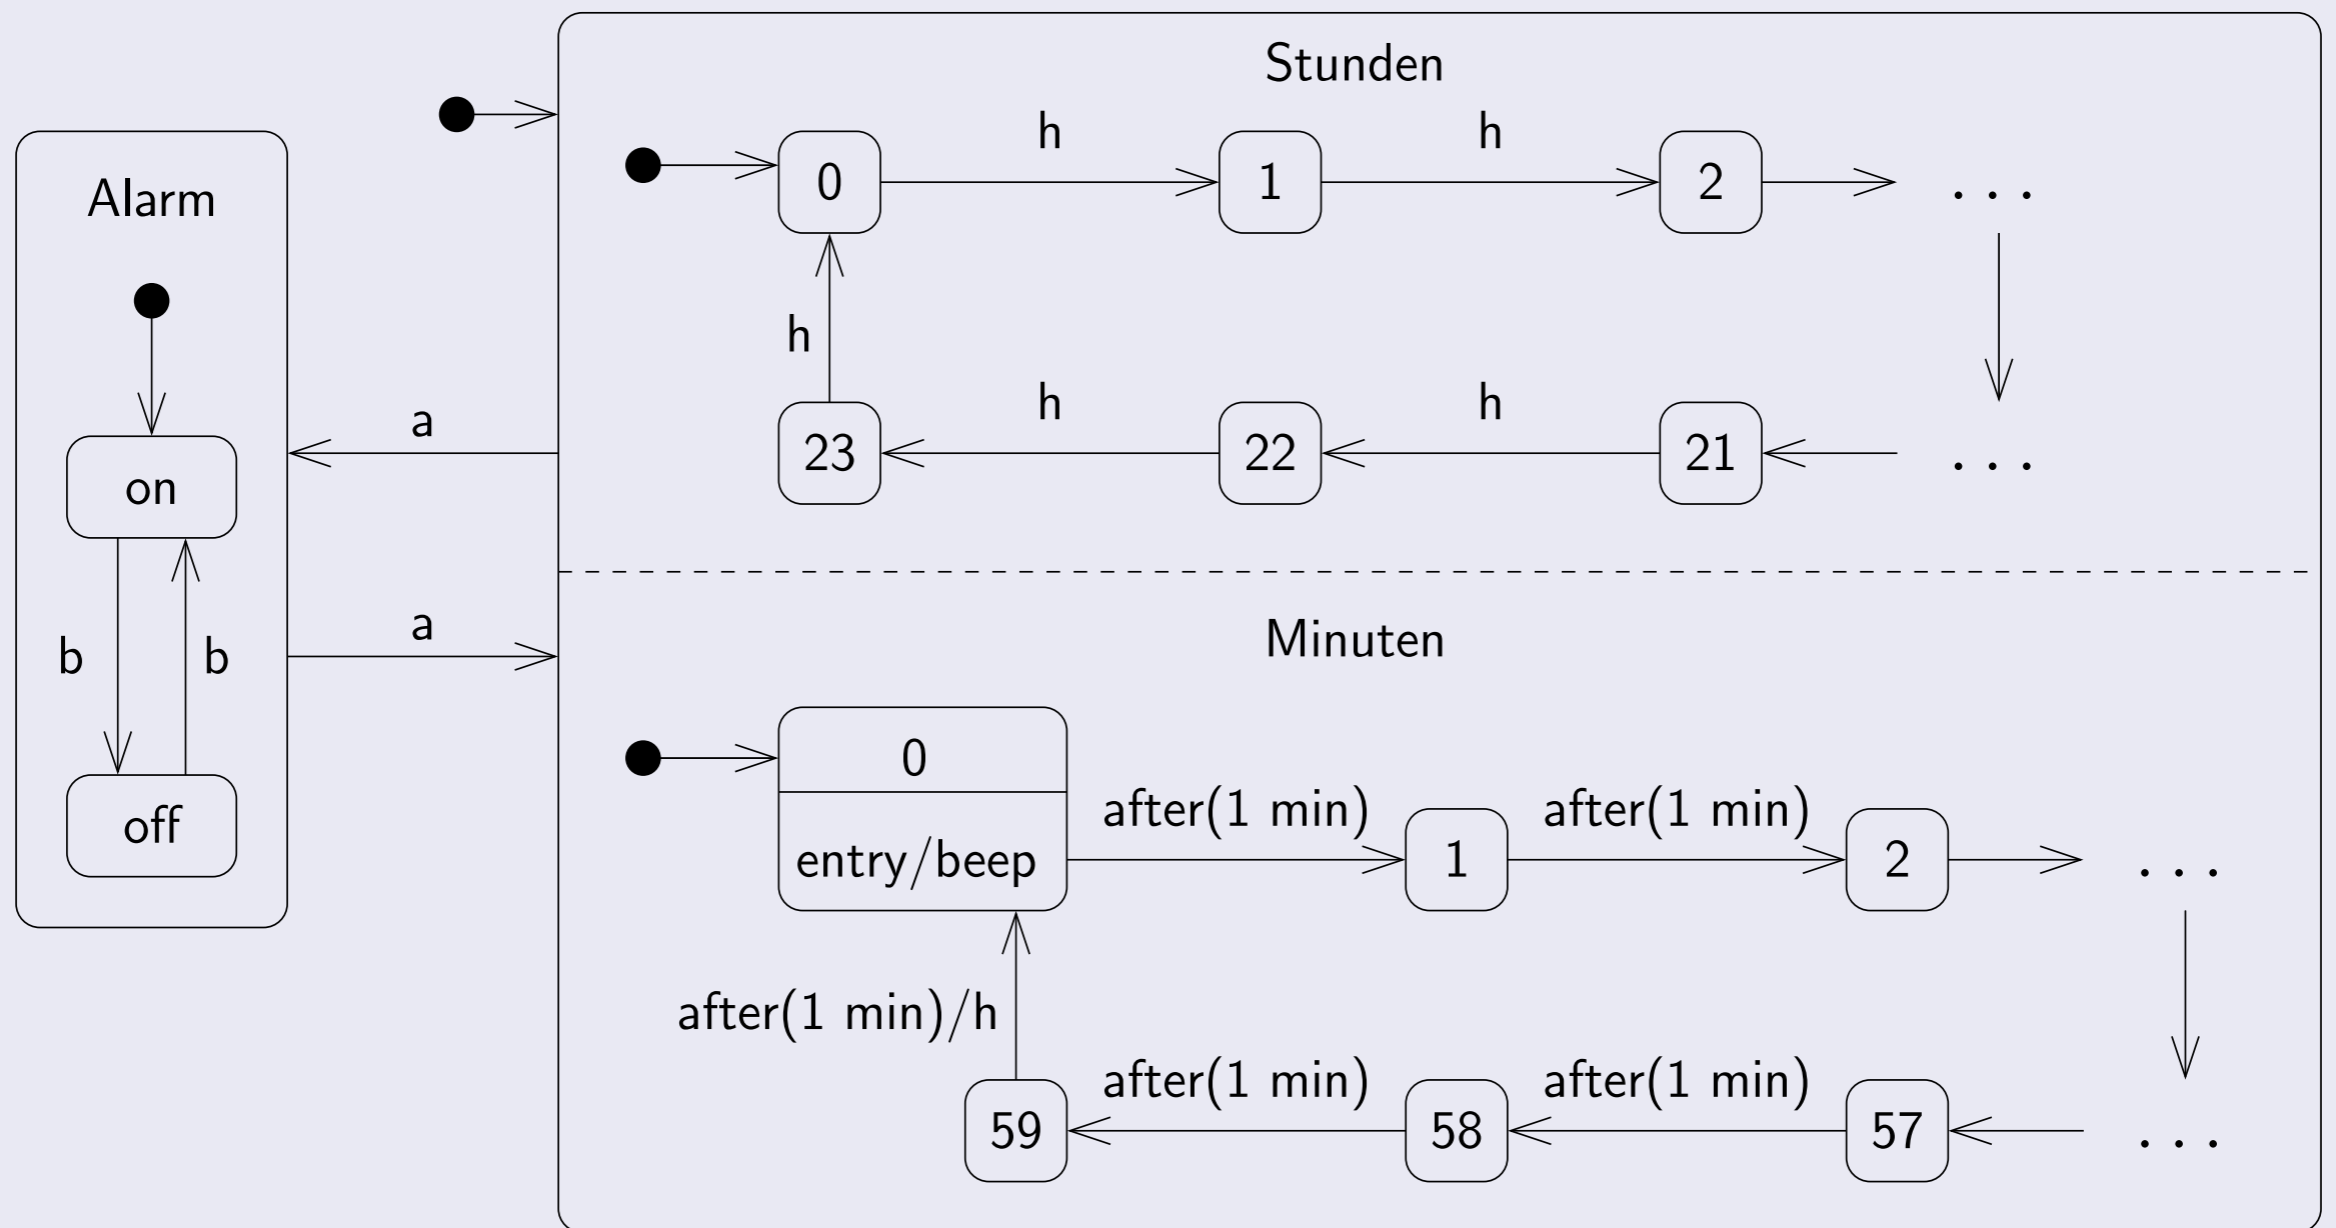 Stunden
h
h
0
1
2
. . .
Alarm
h
a
h
h
23
22
21
. . .
on
a
Minuten
b
b
0
after(1 min)
after(1 min)
off
entry/beep
1
2
. . .
after(1 min)/h
after(1 min)
after(1 min)
59
58
57
. . .